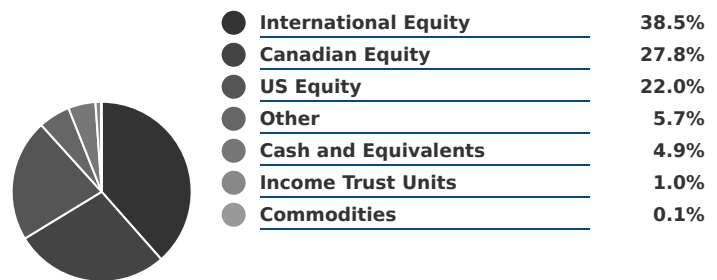 International Equity 38.5%
Canadian Equity 27.8%
US Equity 22.0%
Other 5.7%
Cash and Equivalents 4.9%
Income Trust Units 1.0%
Commodities 0.1%